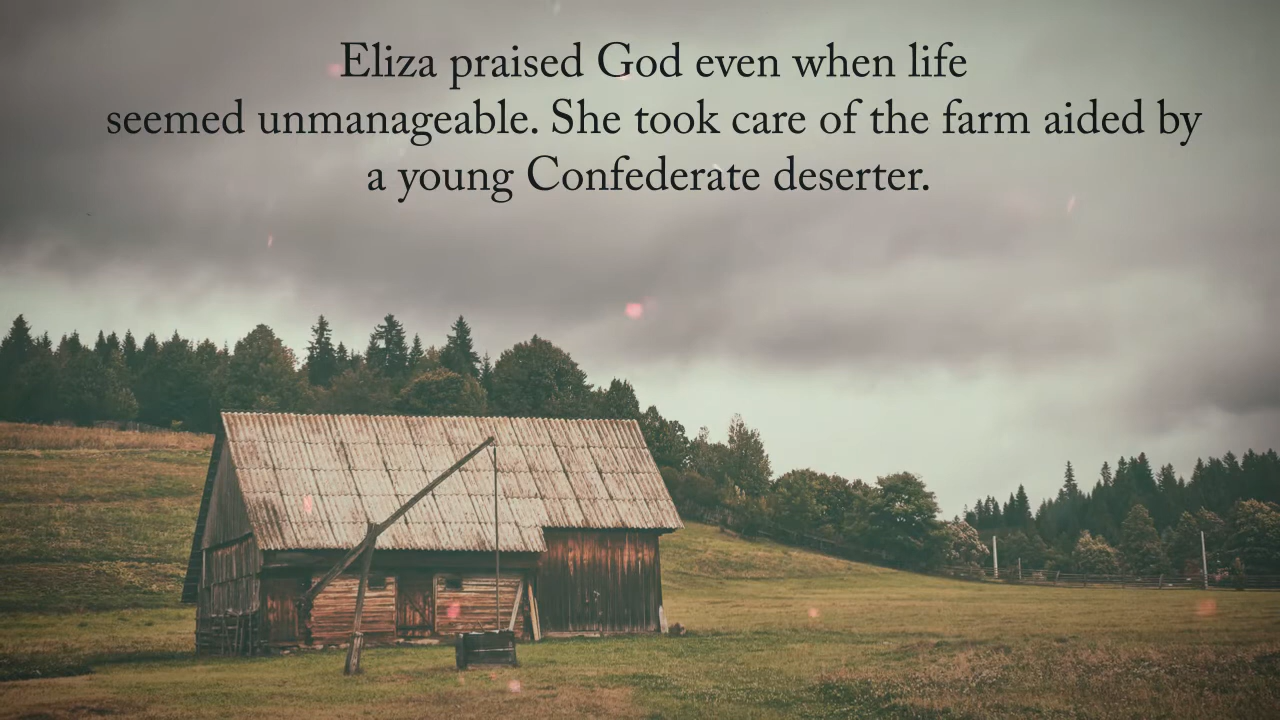 Eliza praised God even when life
seemed unmanageable. She took care of the farm aided by
a young Confederate deserter.